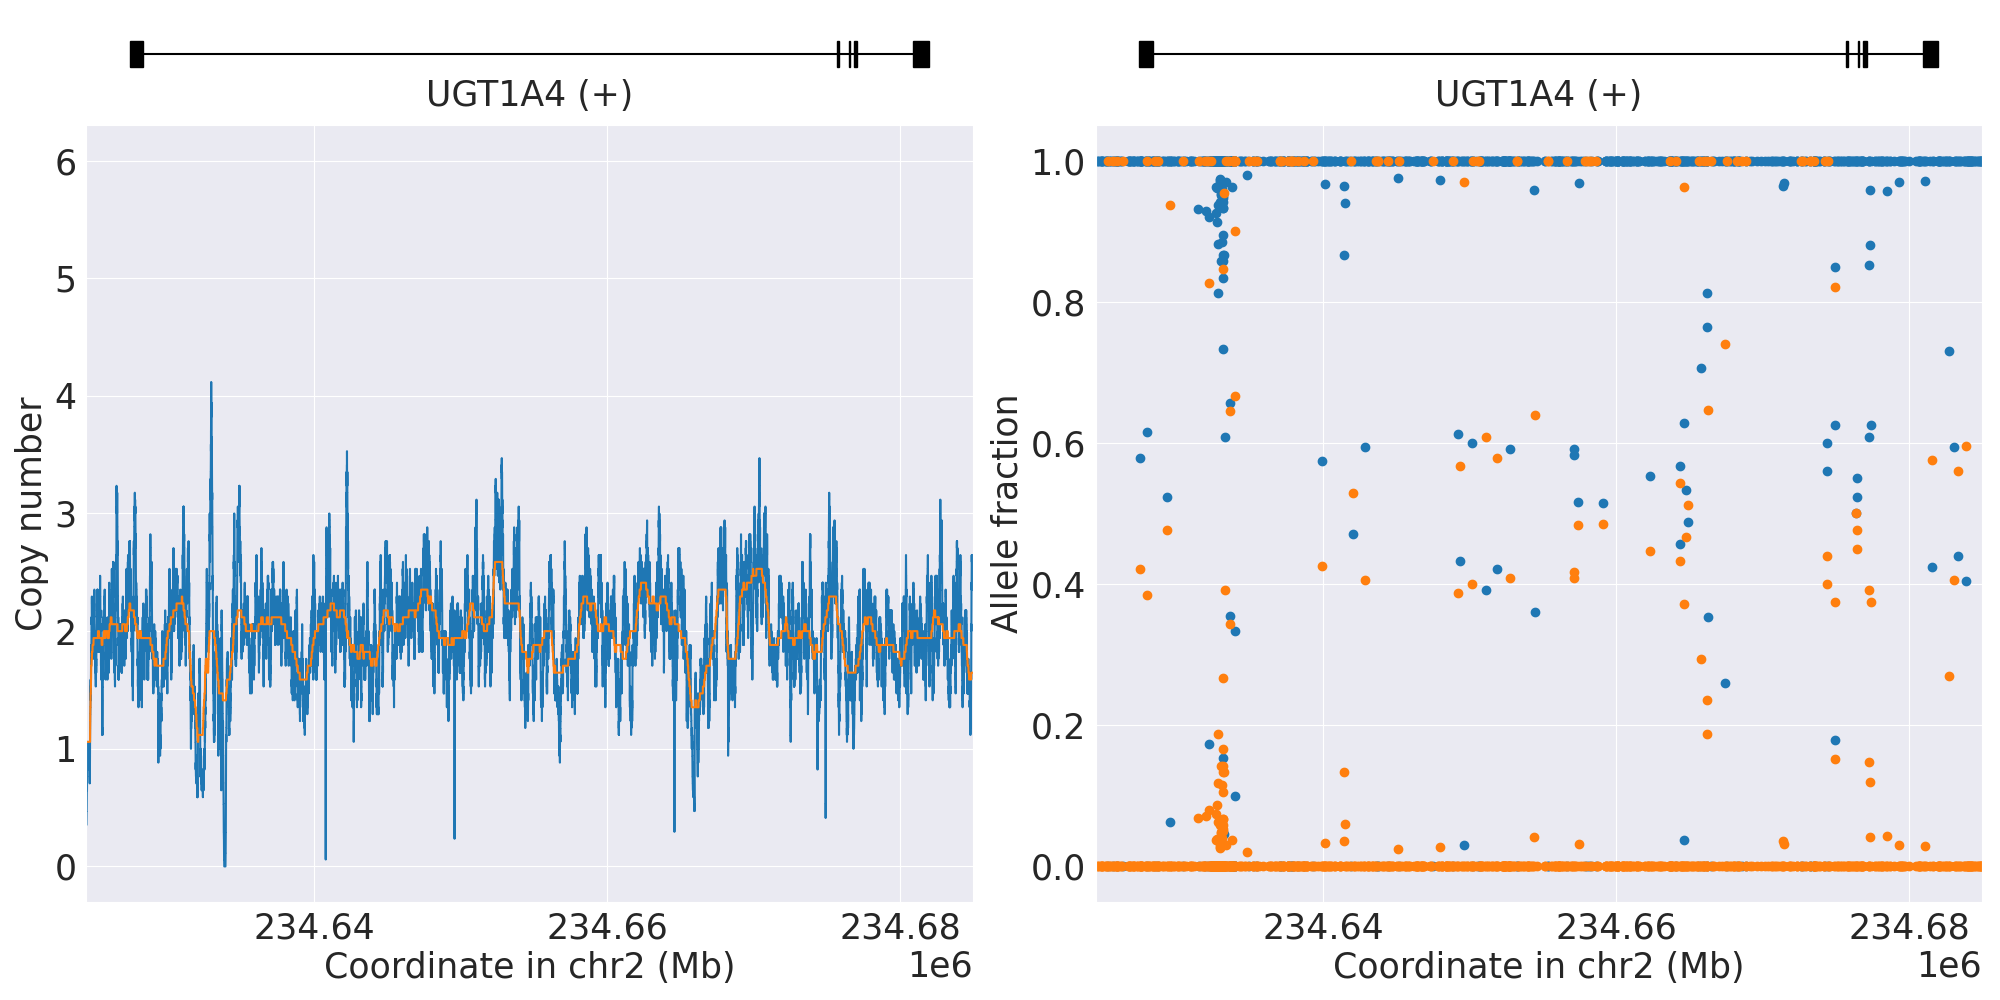 UGT1A4 (+)
6
5
4
3
2
1
0
Copy number
234.64
234.66
234.68
Coordinate in chr2 (Mb)
1e6
UGT1A4 (+)
1.0
0.8
0.6
0.4
0.2
0.0
Allele fraction
234.64
234.66
234.68
Coordinate in chr2 (Mb)
1e6